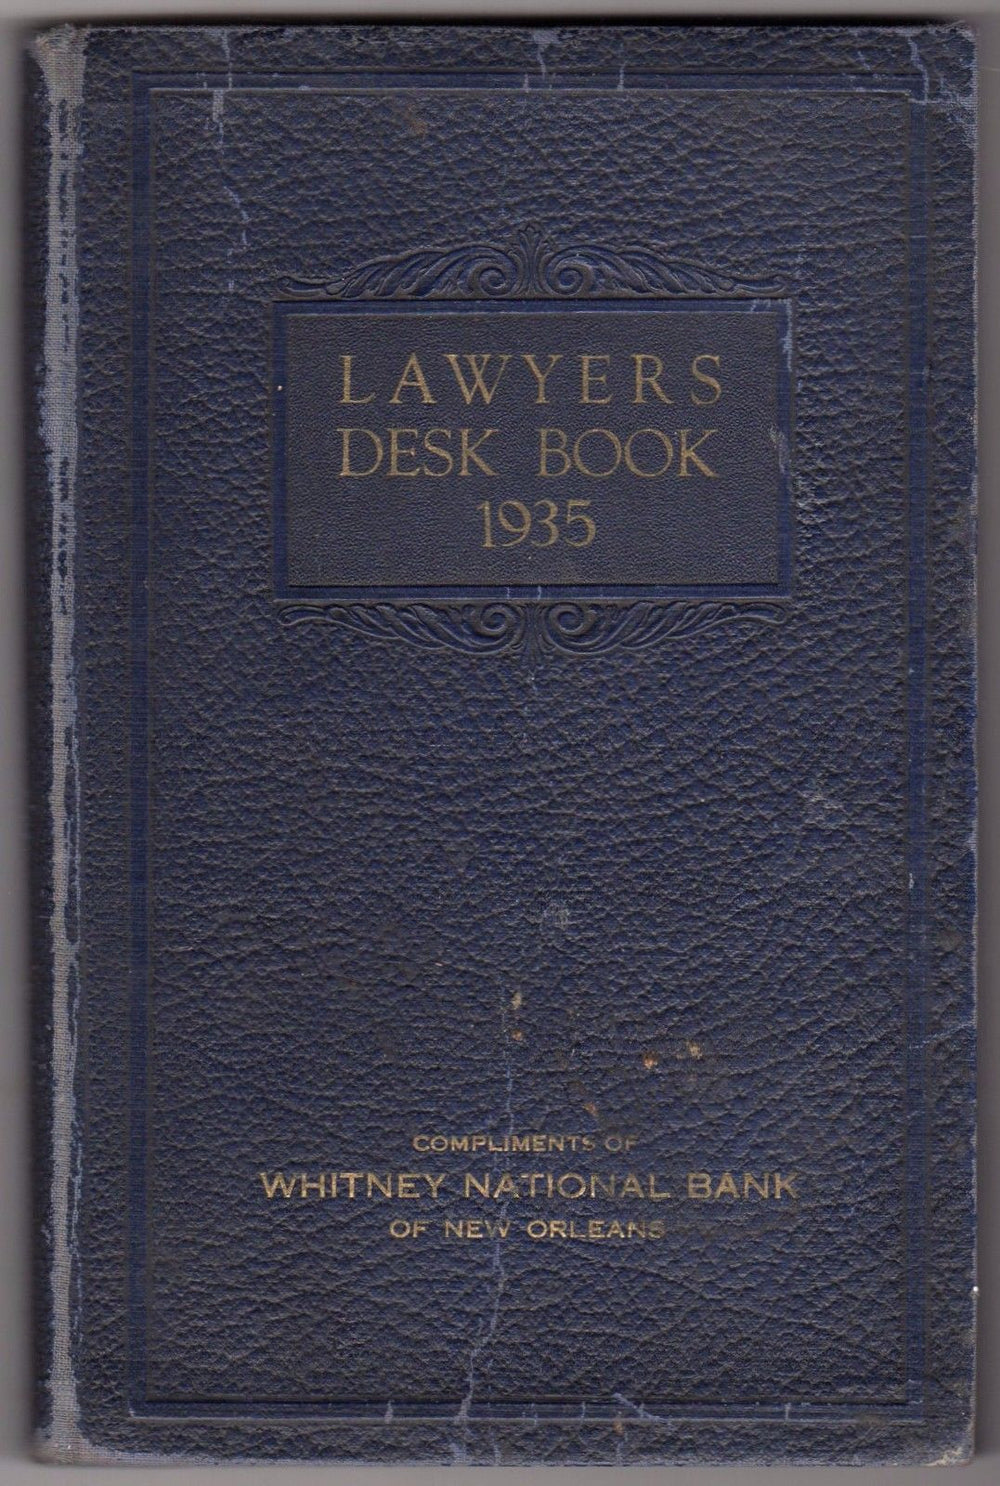 LAWYERS
DESK BOOK
1935
COMPLIMENTS OF
WHITNEY NATIONAL BANK
OF NEW ORLEANS